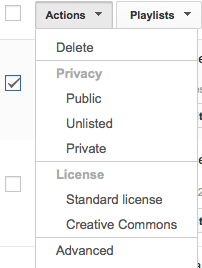 Actions Playlists
Delete
Privacy
Public
Unlisted
Private
License
Standard license
Creative Commons
Advanced